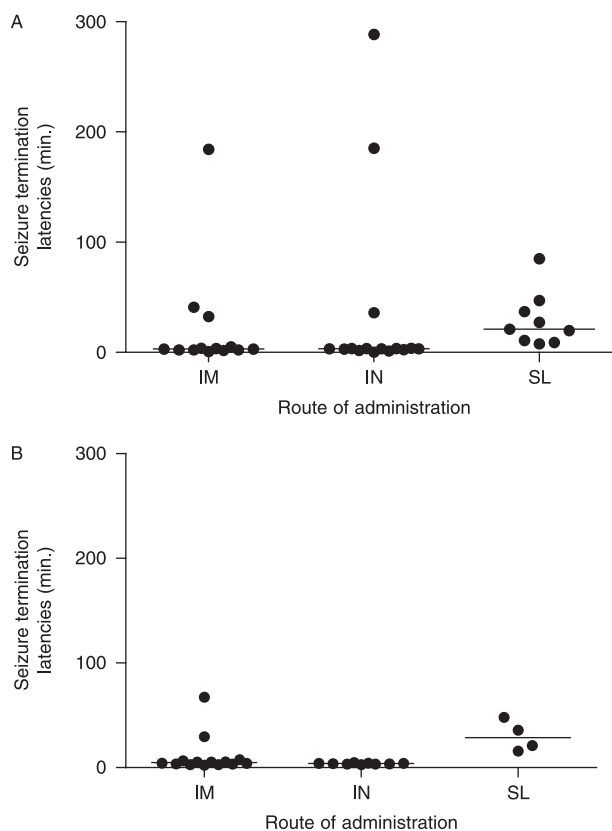 A
300
200
100
0
Seizure termination
latencies (min.)
IM IN SL
Route of administration
B
300
200
100
0
Seizure termination
latencies (min.)
IM IN SL
Route of administration